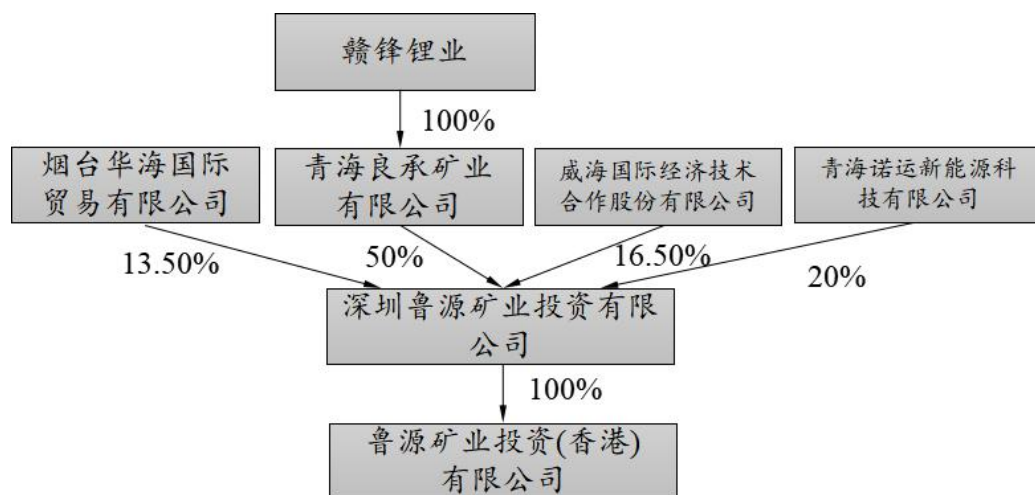 赣锋锂业
100%
烟台华海国际
贸易有限公司
青海良承矿业
有限公司
威海国际经济技术
合作股份有限公司
青海诺运新能源科
技有限公司
13.50%
50%
16.50%
20%
深圳鲁源矿业投资有限
公司
100%
鲁源矿业投资(香港)
有限公司